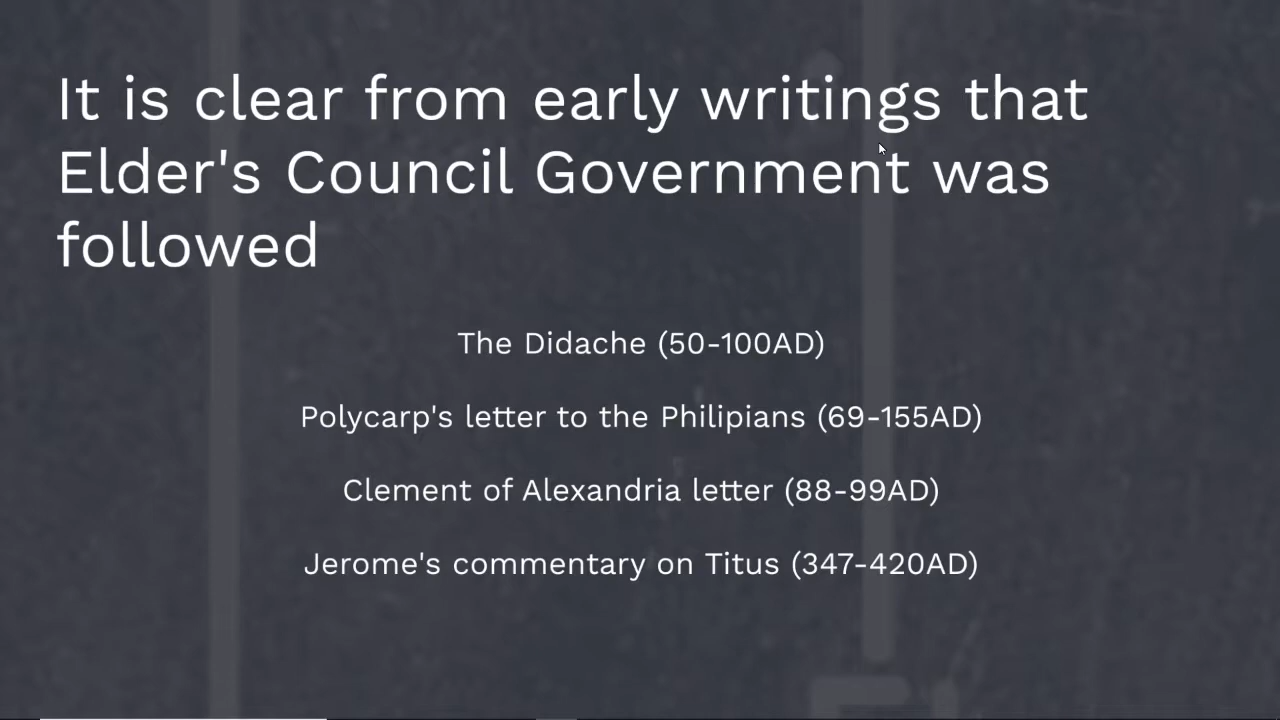 It is clear from early writings that
Elder's Council Government was
followed
The Didache (50-100AD)
Polycarp's letter to the Philipians (69-155AD)
Clement of Alexandria letter (88-99AD)
Jerome's commentary on Titus (347-420AD)